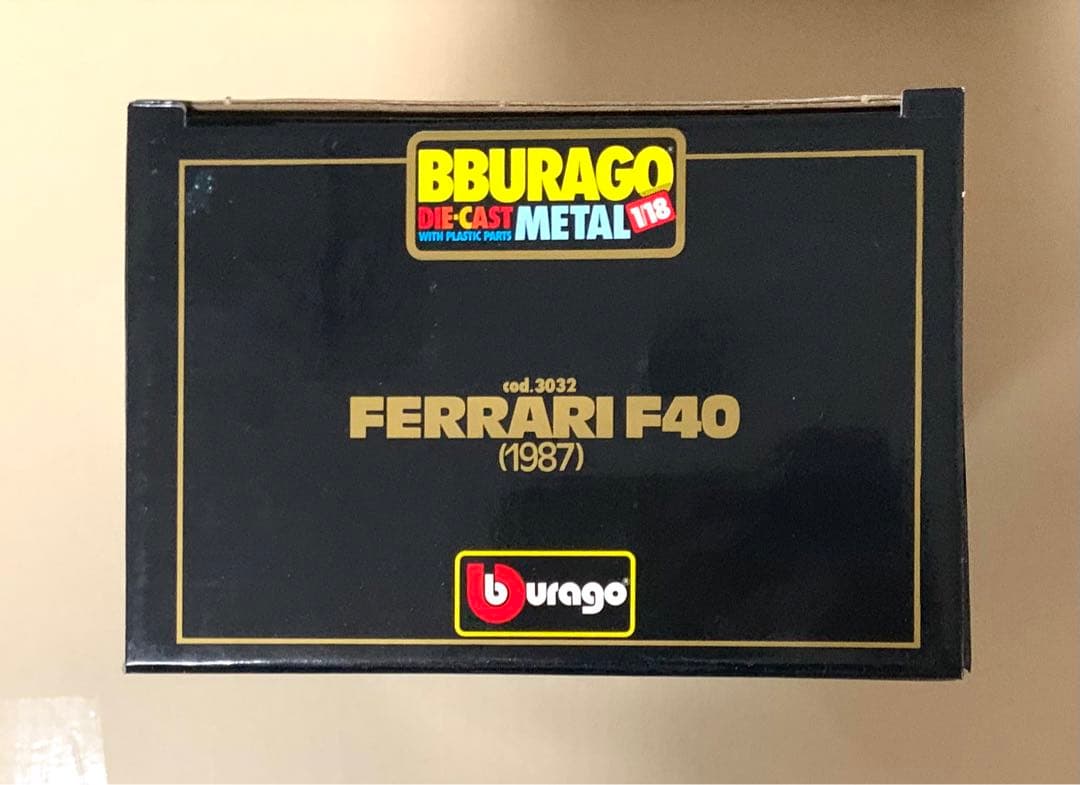 BBURAGO
DIE-CAST METAL 1/18
WITH PLASTIC PARTS
cod.3032
FERRARI F40
(1987)
burago